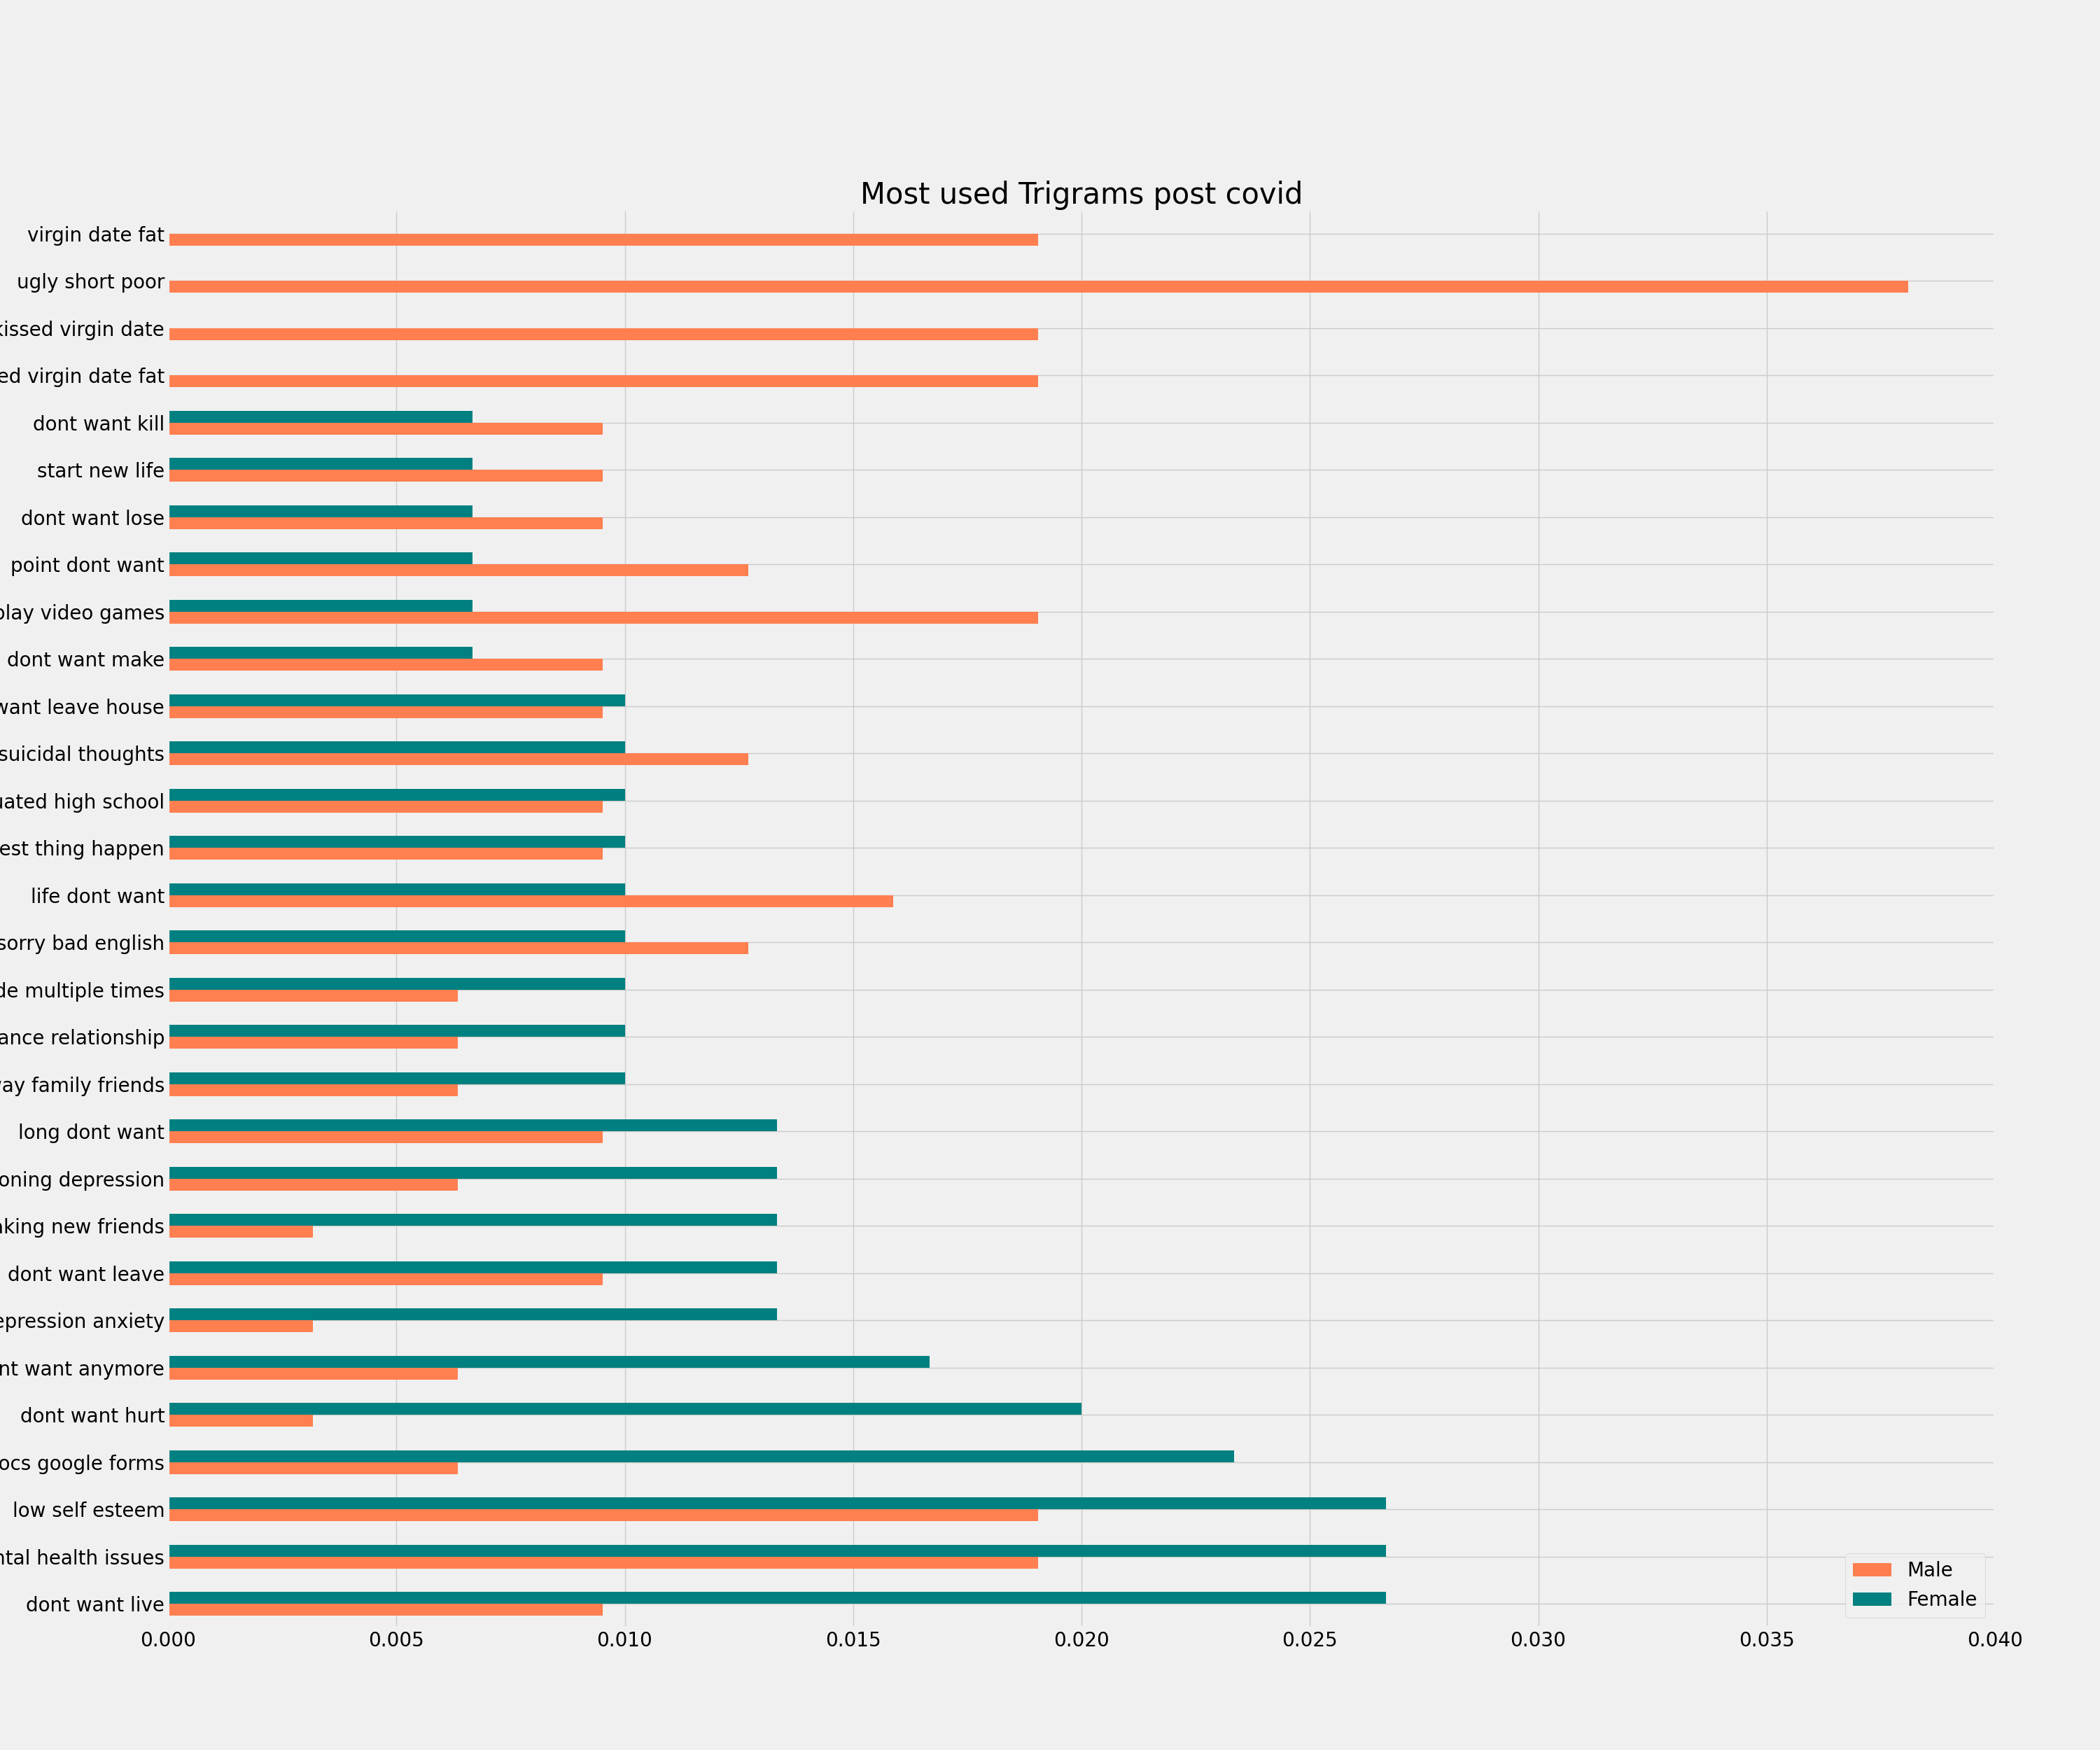 Most used Trigrams post covid
virgin date fat
ugly short poor
kissed virgin date
ed virgin date fat
dont want kill
start new life
dont want lose
point dont want
play video games
dont want make
want leave house
suicidal thoughts
uated high school
est thing happen
life dont want
sorry bad english
de multiple times
ance relationship
way family friends
long dont want
oning depression
king new friends
dont want leave
epression anxiety
nt want anymore
dont want hurt
ocs google forms
low self esteem
ntal health issues
dont want live
0.000 0.005 0.010 0.015 0.020 0.025 0.030 0.035 0.040
Male
Female